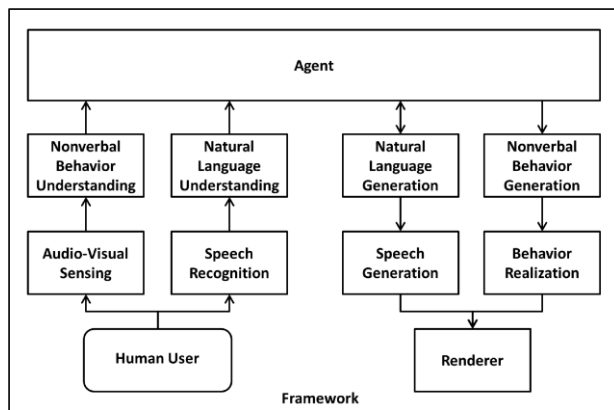 Agent
Nonverbal
Behavior
Understanding
Natural
Language
Understanding
Natural
Language
Generation
Nonverbal
Behavior
Generation
Audio-Visual
Sensing
Speech
Recognition
Speech
Generation
Behavior
Realization
Human User
Renderer
Framework